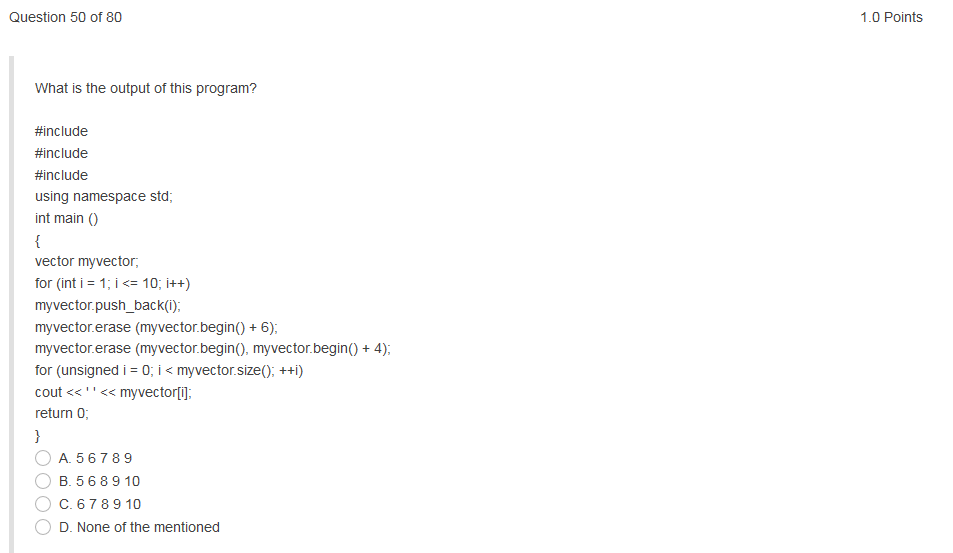 Question 50 of 80
1.0 Points
What is the output of this program?
#include
#include
#include
using namespace std;
int main ()
{
vector myvector;
for (int i = 1; i <= 10; i++)
myvector.push_back(i);
myvector.erase (myvector.begin() + 6);
myvector.erase (myvector.begin(), myvector.begin() + 4);
for (unsigned i = 0; i < myvector.size(); ++i)
cout << ' ' << myvector[i];
return 0;
}
A. 5 6 7 8 9
B. 5 6 8 9 10
C. 6 7 8 9 10
D. None of the mentioned